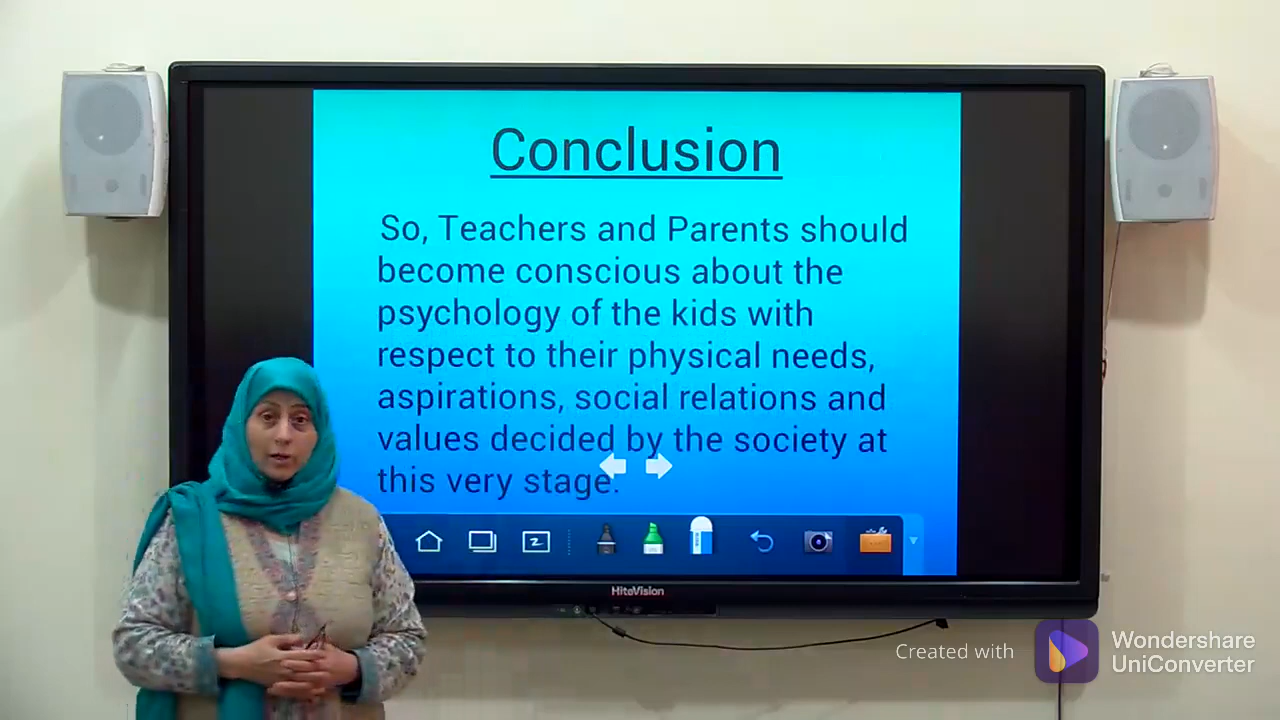 Conclusion
So, Teachers and Parents should
become conscious about the
psychology of the kids with
respect to their physical needs,
aspirations, social relations and
values decided by the society at
this very stage.
HiteVision
Created with
Wondershare
UniConverter